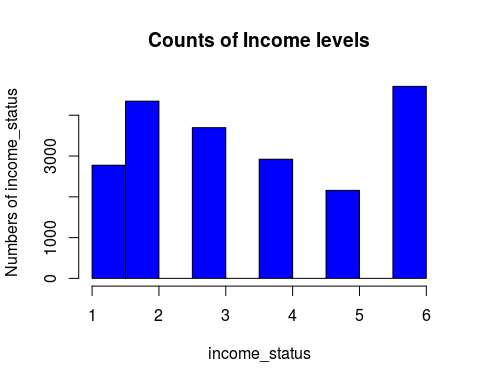 Counts of Income levels
Numbers of income_status
3000
1000
0
1 2 3 4 5 6
income_status